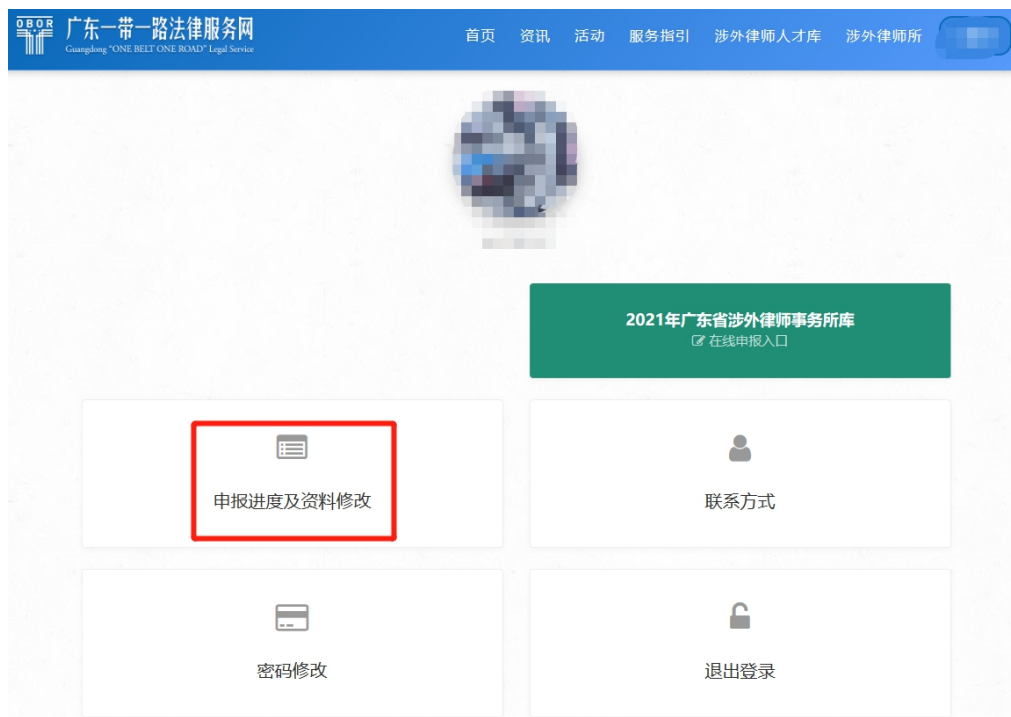 OBOR
广东一带一路法律服务网
Guangdong "ONE BELT ONE ROAD" Legal Service
首页 资讯 活动 服务指引 涉外律师人才库 涉外律师所
2021年广东省涉外律师事务所库
在线申报入口
申报进度及资料修改
联系方式
密码修改
退出登录